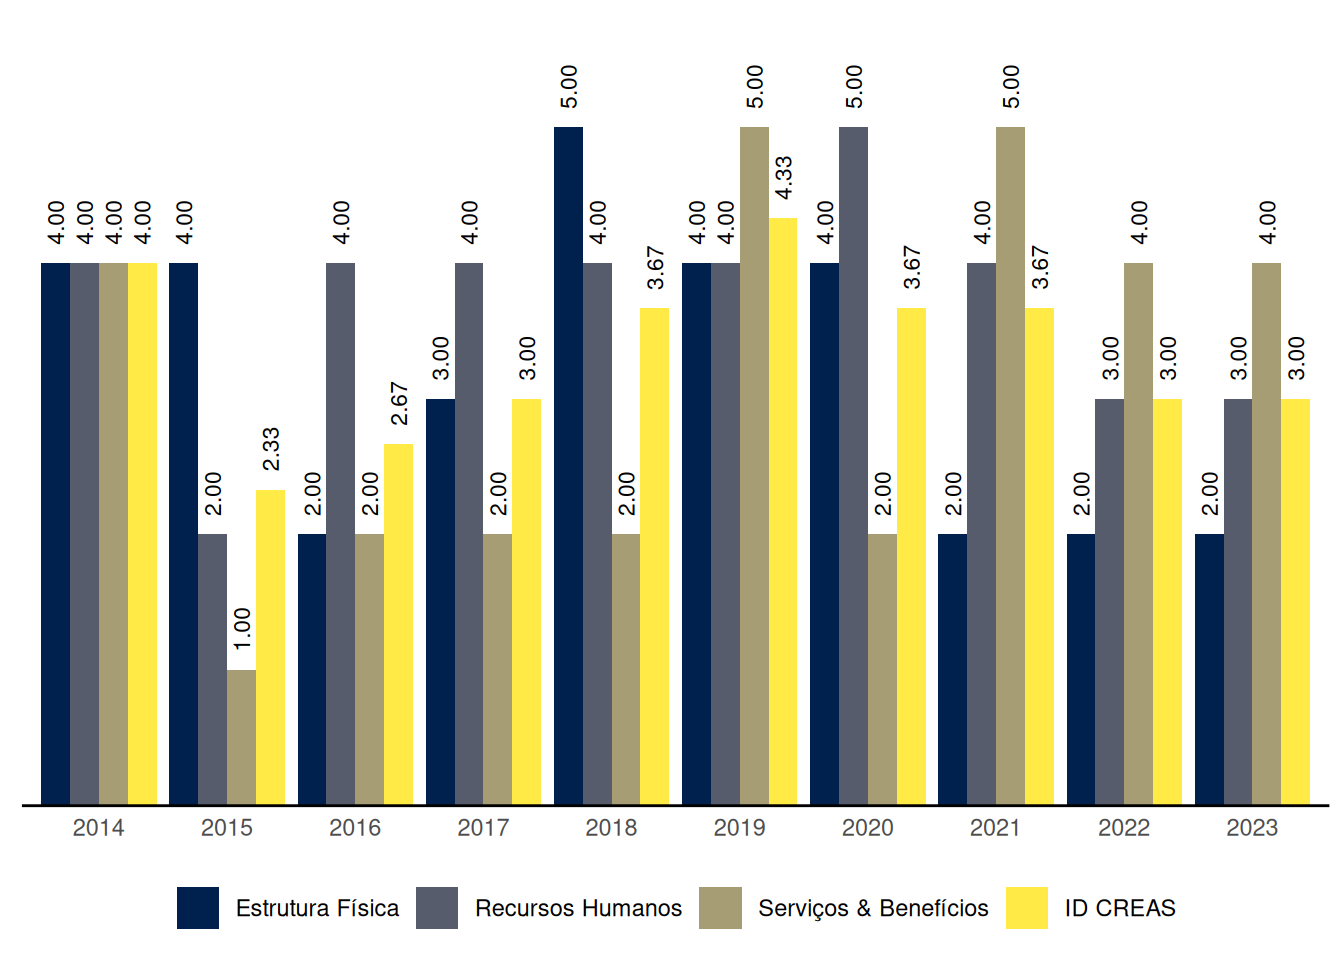 5.00 5.00 5.00 5.00
4.33
4.00 4.00 4.00 4.00 4.00 4.00 4.00 4.00 4.00 4.00 4.00 4.00 4.00 4.00 4.00
3.67 3.67 3.67
3.00 3.00 3.00 3.00 3.00 3.00
2.67
2.33
2.00 2.00 2.00 2.00 2.00 2.00 2.00 2.00 2.00
1.00
2014 2015 2016 2017 2018 2019 2020 2021 2022 2023
Estrutura Física Recursos Humanos Serviços & Benefícios ID CREAS